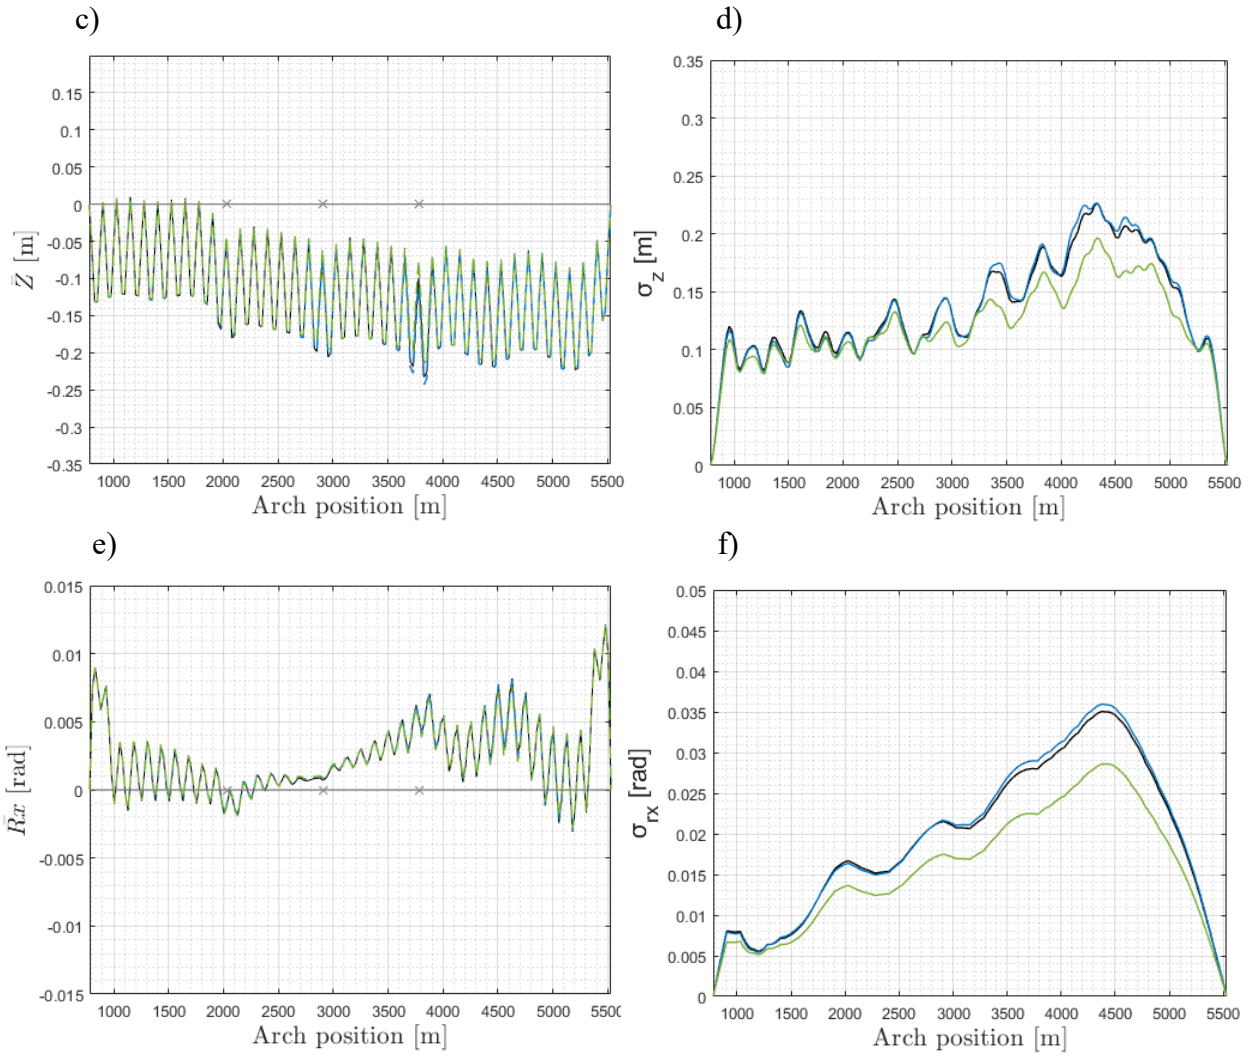 c)
d)
0.15
0.1
0.05
0
-0.05
-0.1
-0.15
-0.2
-0.25
-0.3
-0.35
Z̄ [m]
1000 1500 2000 2500 3000 3500 4000 4500 5000 5500
Arch position [m]
0.35
0.3
0.25
0.2
0.15
0.1
0.05
0
σz [m]
1000 1500 2000 2500 3000 3500 4000 4500 5000 5500
Arch position [m]
e)
f)
0.015
0.01
0.005
0
-0.005
-0.01
-0.015
R̄x [rad]
1000 1500 2000 2500 3000 3500 4000 4500 5000 5500
Arch position [m]
0.05
0.045
0.04
0.035
0.03
0.025
0.02
0.015
0.01
0.005
0
σrx [rad]
1000 1500 2000 2500 3000 3500 4000 4500 5000 5500
Arch position [m]